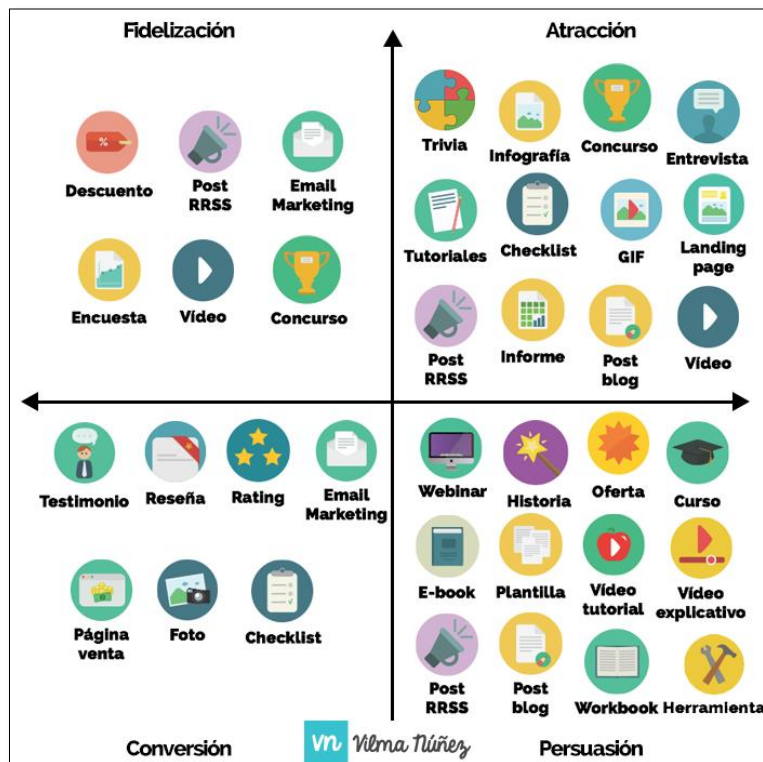 Fidelización
Atracción
%
Descuento
Post
RRSS
Email
Marketing
Encuesta
Vídeo
Concurso
Trivia
Infografía
Concurso
Entrevista
Tutoriales
Checklist
GIF
Landing
page
Post
RRSS
Informe
Post
blog
Vídeo
Testimonio
Reseña
Rating
Email
Marketing
Página
venta
Foto
Checklist
Webinar
Historia
Oferta
Curso
E-book
Plantilla
Vídeo
tutorial
Vídeo
explicativo
Post
RRSS
Post
blog
Workbook
Herramienta
Conversión
vn Vilma Núñez
Persuasión